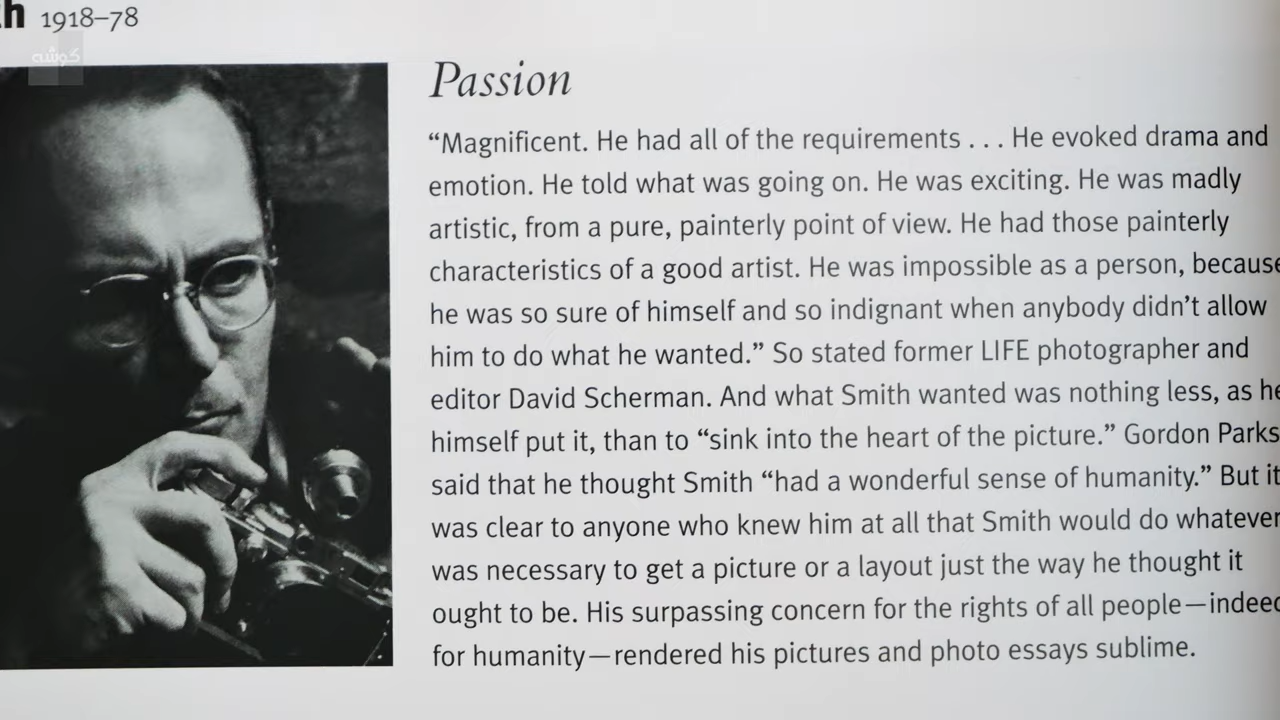 h 1918–78
گوشه
Passion
“Magnificent. He had all of the requirements . . . He evoked drama and
emotion. He told what was going on. He was exciting. He was madly
artistic, from a pure, painterly point of view. He had those painterly
characteristics of a good artist. He was impossible as a person, because
he was so sure of himself and so indignant when anybody didn’t allow
him to do what he wanted.” So stated former LIFE photographer and
editor David Scherman. And what Smith wanted was nothing less, as he
himself put it, than to “sink into the heart of the picture.” Gordon Parks
said that he thought Smith “had a wonderful sense of humanity.” But it
was clear to anyone who knew him at all that Smith would do whatever
was necessary to get a picture or a layout just the way he thought it
ought to be. His surpassing concern for the rights of all people—indeed
for humanity—rendered his pictures and photo essays sublime.